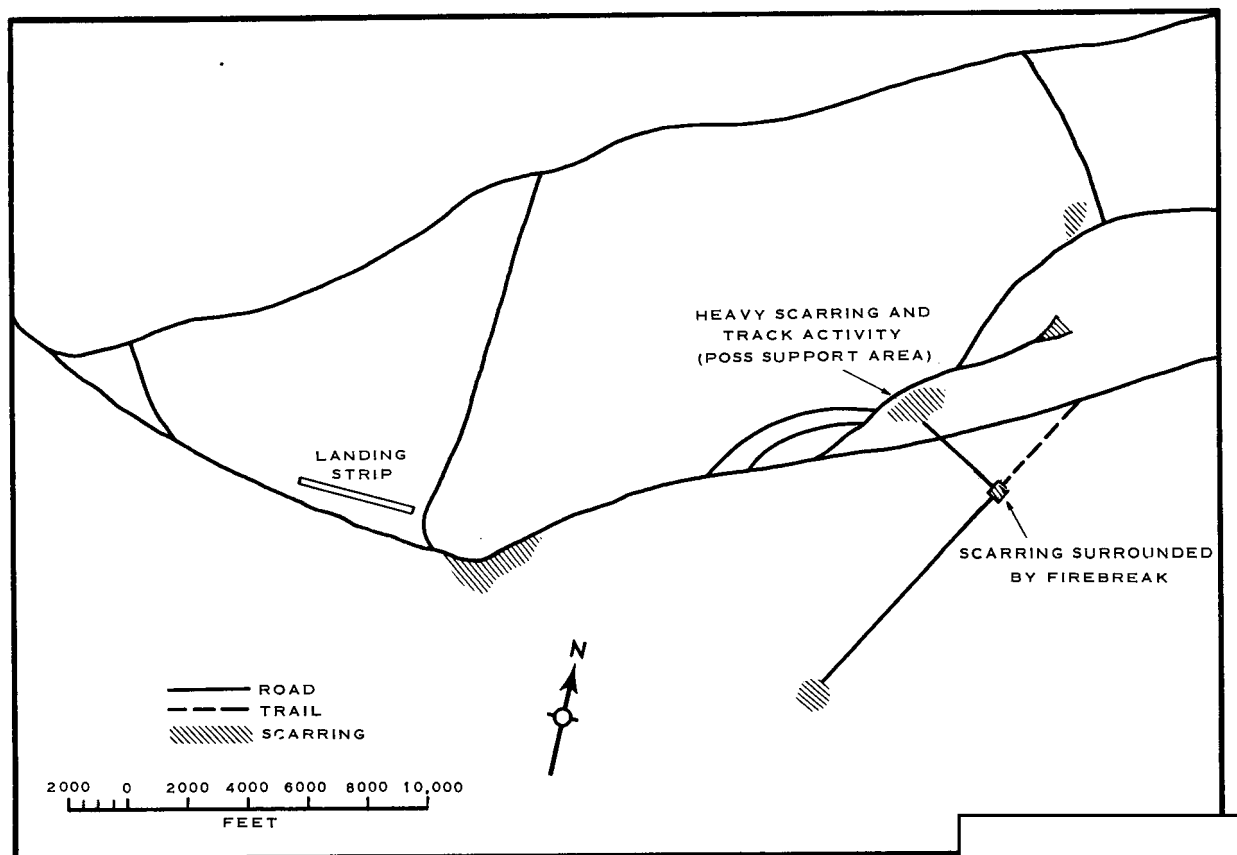 HEAVY SCARRING AND
TRACK ACTIVITY
(POSS SUPPORT AREA)
LANDING
STRIP
SCARRING SURROUNDED
BY FIREBREAK
N
ROAD
TRAIL
SCARRING
2000 0 2000 4000 6000 8000 10,000
FEET